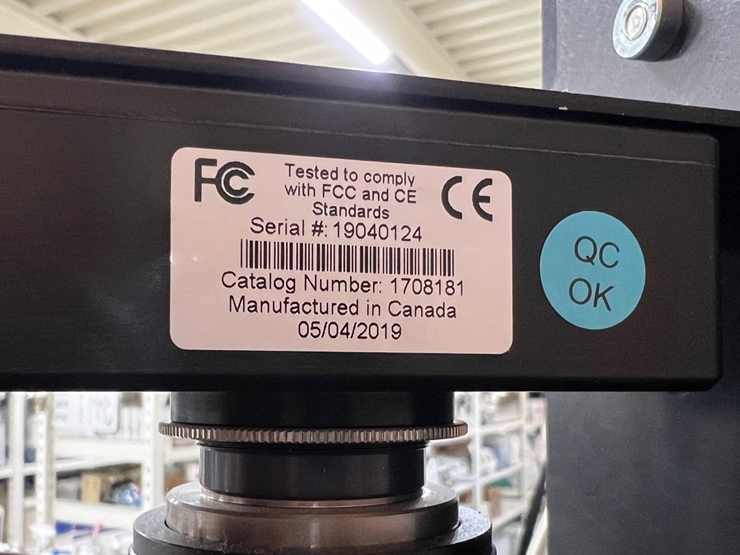 FC
Tested to comply
with FCC and CE
Standards
CE
Serial #: 19040124
Catalog Number: 1708181
Manufactured in Canada
05/04/2019
QC
OK